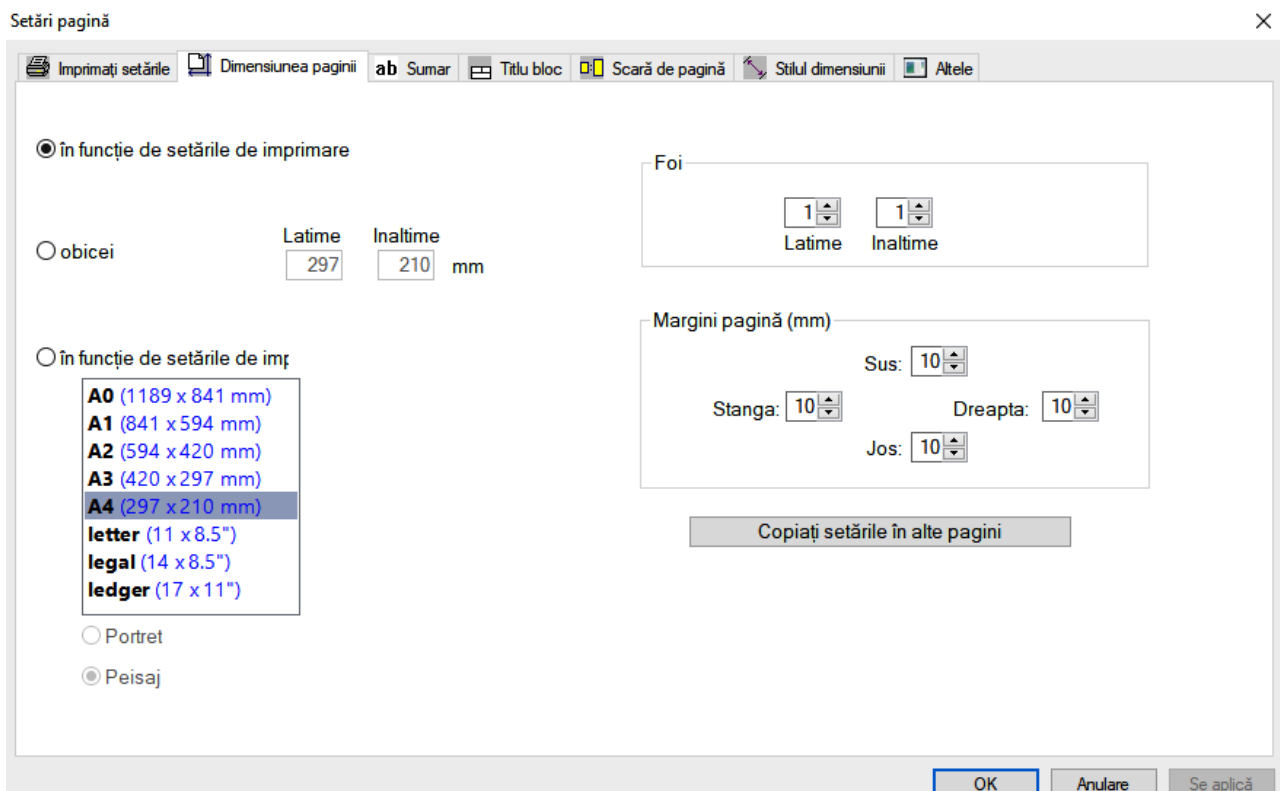 Setări pagină
Imprimați setările
Dimensiunea paginii
ab Sumar
Titlu bloc
Scară de pagină
Stilul dimensiunii
Altele
în funcție de setările de imprimare
Foi
1 1
Latime Inaltime
obicei
Latime Inaltime
297 210 mm
Margini pagină (mm)
Sus: 10
Stanga: 10 Dreapta: 10
Jos: 10
în funcție de setările de imp
A0 (1189 x 841 mm)
A1 (841 x 594 mm)
A2 (594 x 420 mm)
A3 (420 x 297 mm)
A4 (297 x 210 mm)
letter (11 x 8.5")
legal (14 x 8.5")
ledger (17 x 11")
Portret
Peisaj
Copiați setările în alte pagini
OK Anulare Se aplică